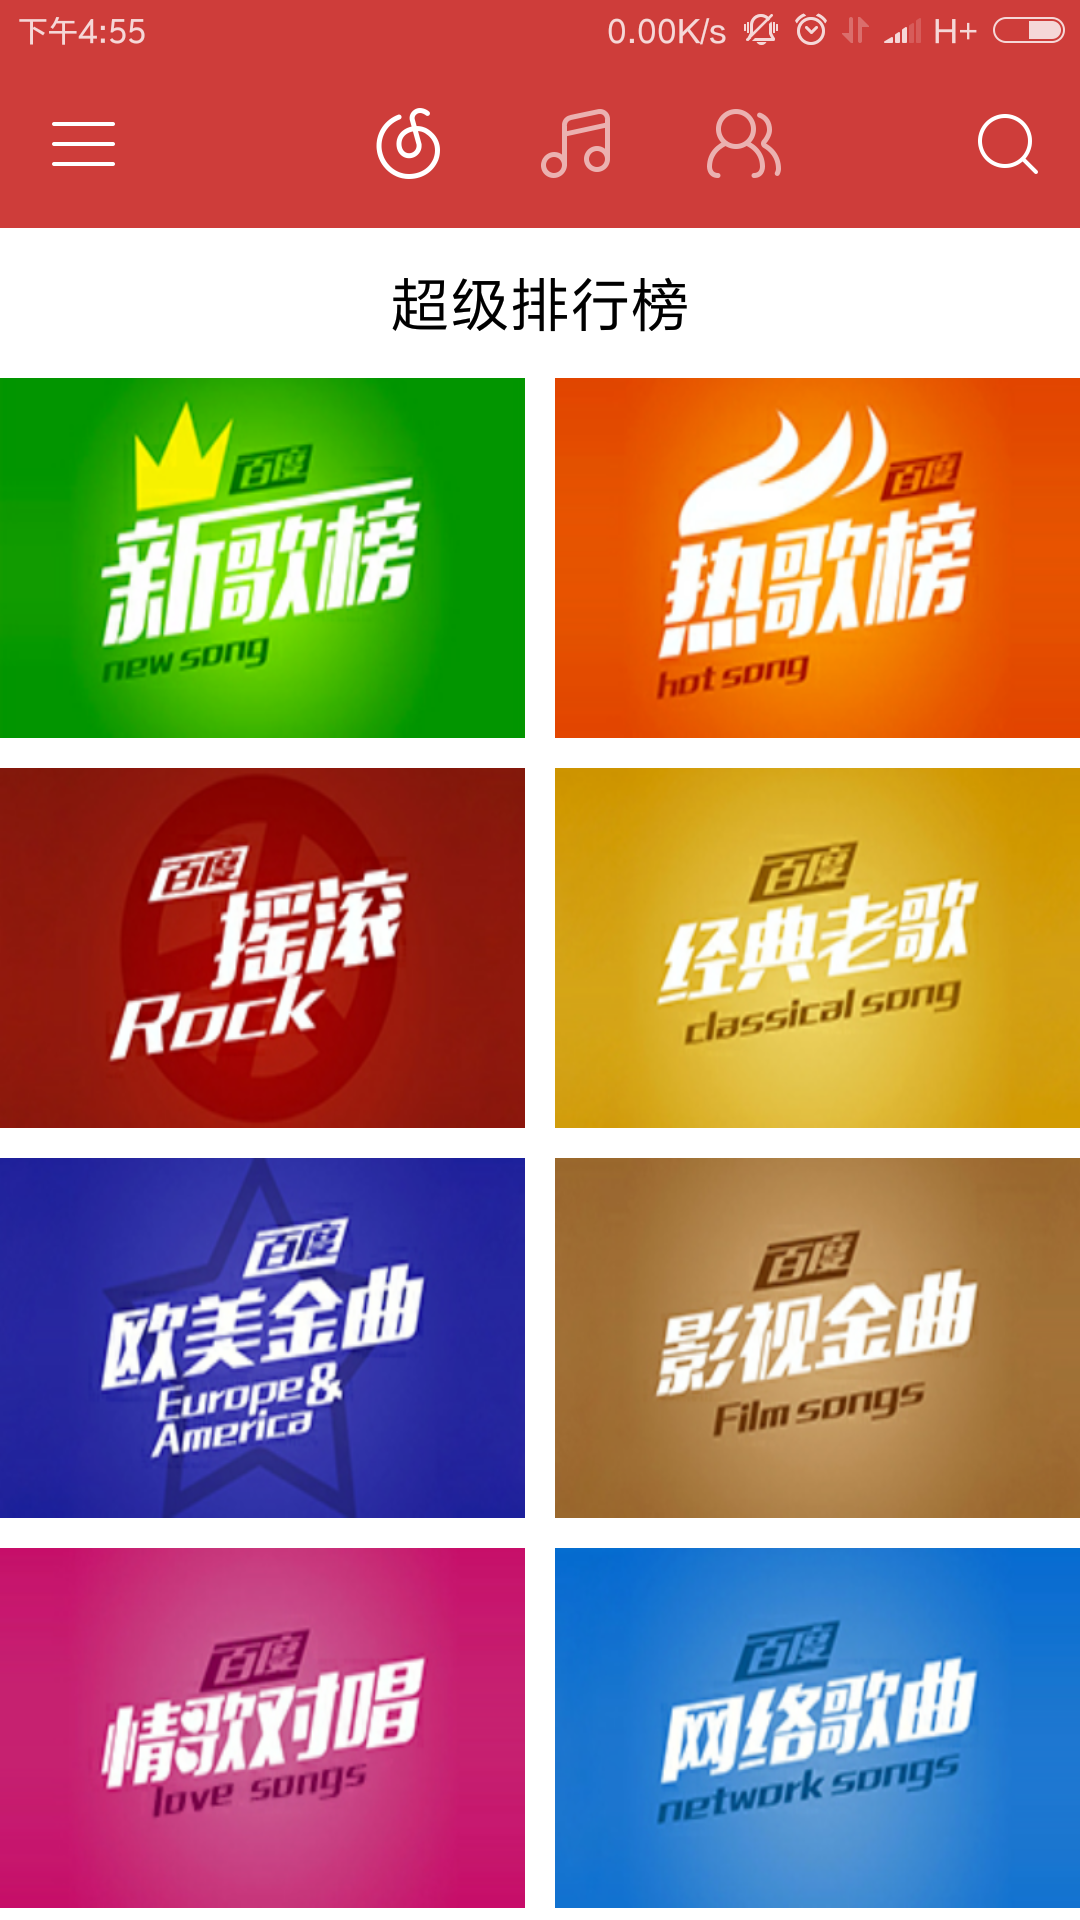 下午4:55 0.00K/s H+
超级排行榜
百度
新歌榜
new song
百度
热歌榜
hot song
百度
摇滚
Rock
百度
经典老歌
classical song
百度
欧美金曲
Europe &
America
百度
影视金曲
Film songs
百度
情歌对唱
love songs
百度
网络歌曲
network songs